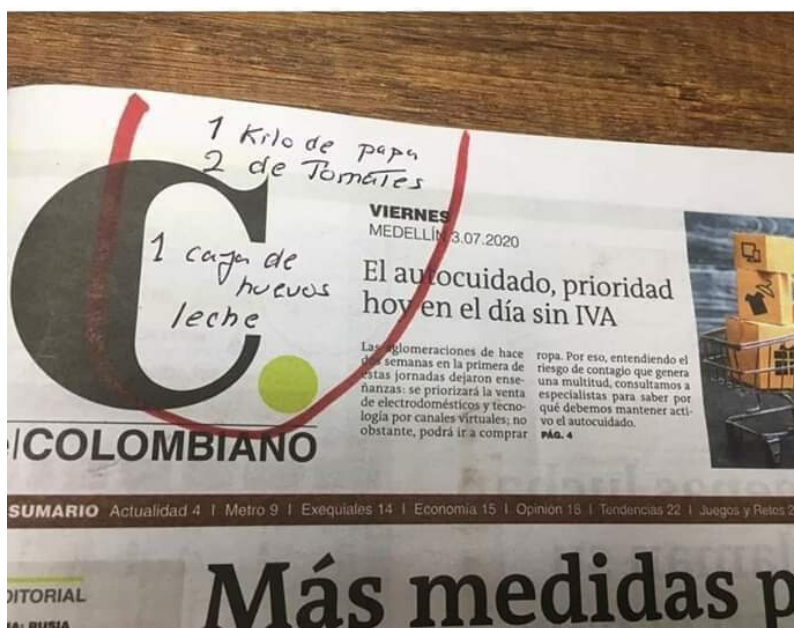 1 Kilo de papa
2 de Tomates
1 caja de
huevos
leche
C.
el COLOMBIANO
VIERNES
MEDELLÍN 3.07.2020
El autocuidado, prioridad
hoy en el día sin IVA
Las aglomeraciones de hace
dos semanas en la primera de
estas jornadas dejaron ense-
ñanzas: se priorizará la venta
de electrodomésticos y tecno-
logía por canales virtuales; no
obstante, podrá ir a comprar
ropa. Por eso, entendiendo el
riesgo de contagio que genera
una multitud, consultamos a
especialistas para saber por
qué debemos mantener acti-
vo el autocuidado.
PÁG. 4
SUMARIO Actualidad 4 I Metro 9 I Exequiales 14 I Economía 15 I Opinión 18 I Tendencias 22 I Juegos y Retos 2
DITORIAL
RUSIA
Más medidas p